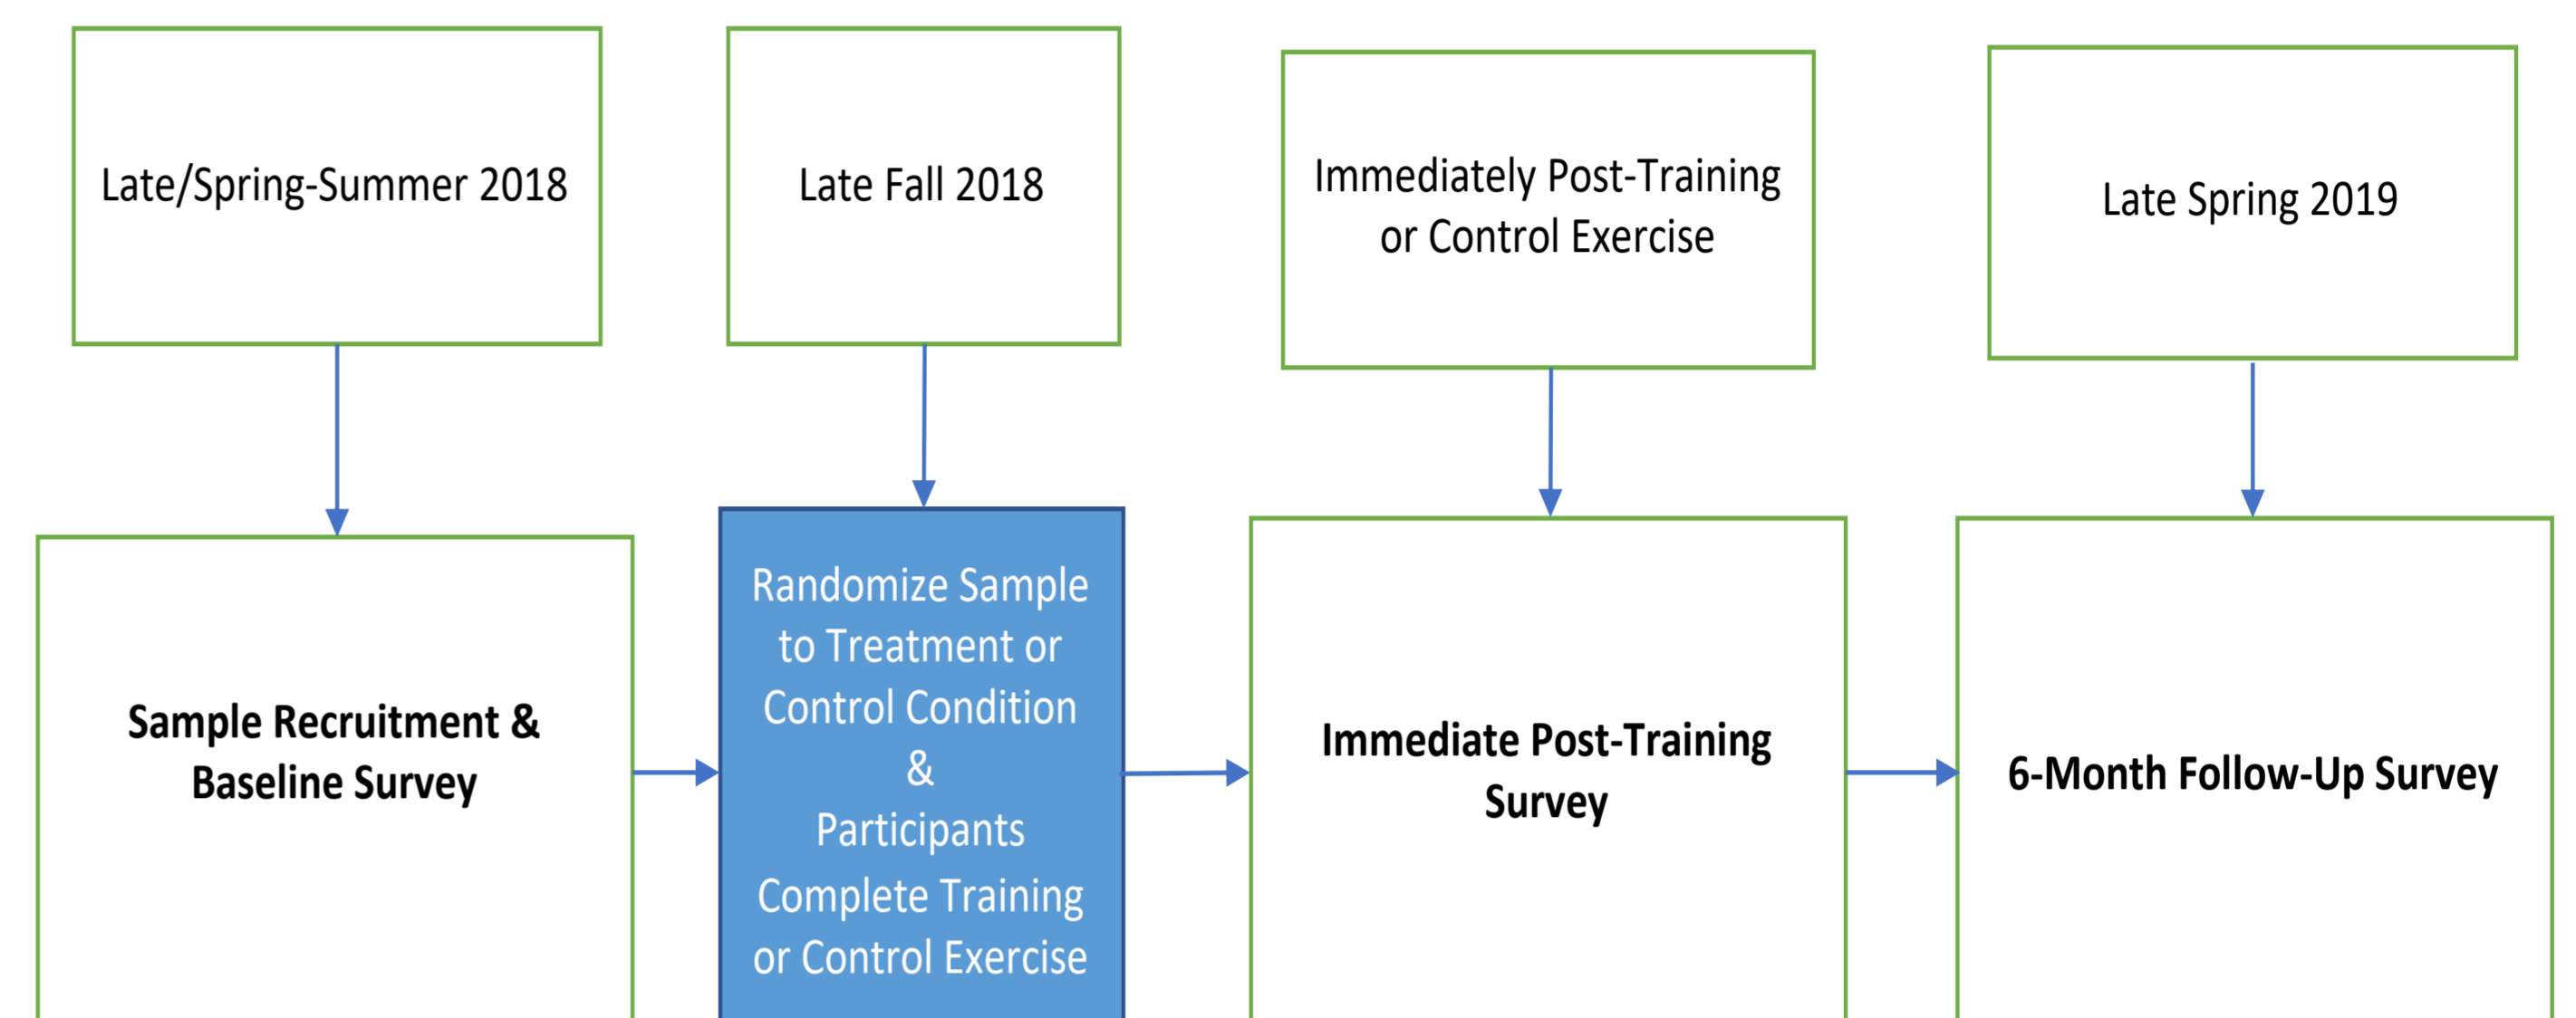 Late/Spring-Summer 2018
Late Fall 2018
Immediately Post-Training
or Control Exercise
Late Spring 2019
Sample Recruitment &
Baseline Survey
Randomize Sample
to Treatment or
Control Condition
&
Participants
Complete Training
or Control Exercise
Immediate Post-Training
Survey
6-Month Follow-Up Survey